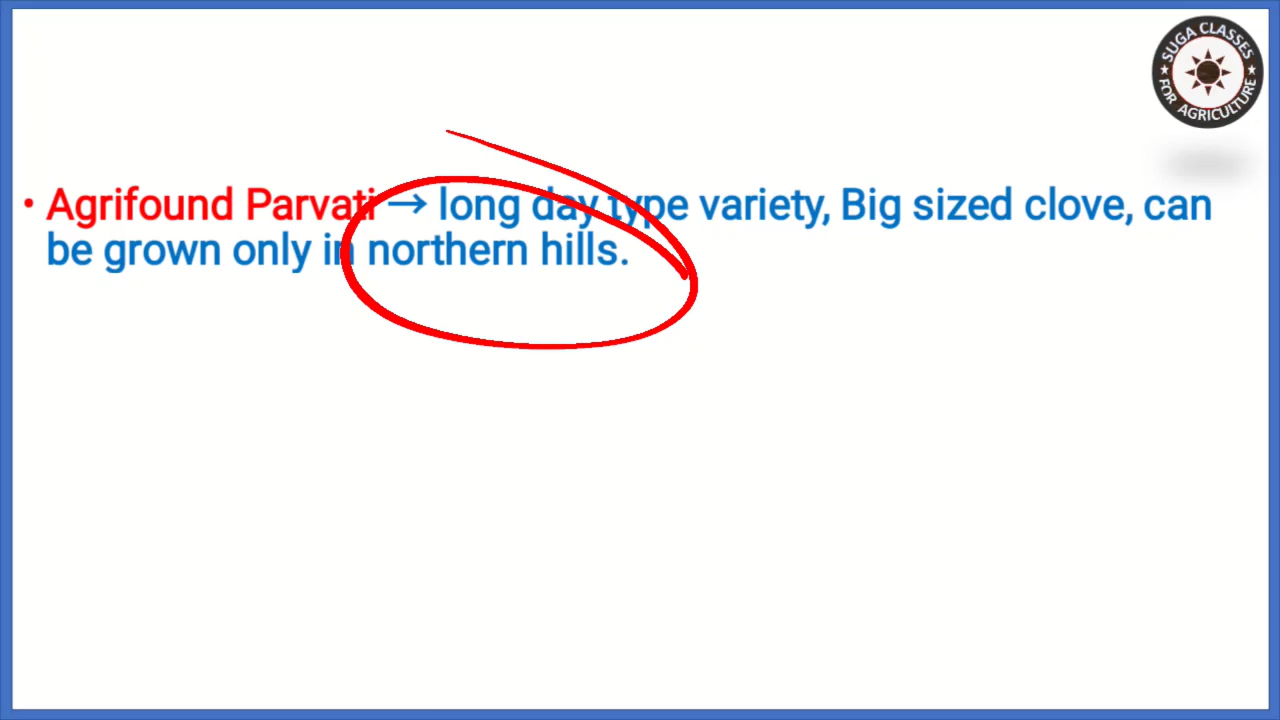 SUGA CLASSES
FOR AGRICULTURE
• Agrifound Parvati → long day type variety, Big sized clove, can
be grown only in northern hills.